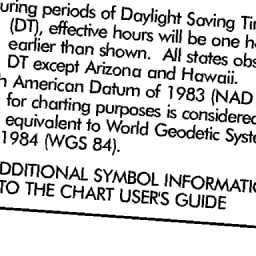 uring periods of Daylight Saving Ti
(DT), effective hours will be one h
earlier than shown. All states obs
DT except Arizona and Hawaii.
h American Datum of 1983 (NAD
for charting purposes is considered
equivalent to World Geodetic Syste
1984 (WGS 84).
DDITIONAL SYMBOL INFORMATIO
TO THE CHART USER'S GUIDE